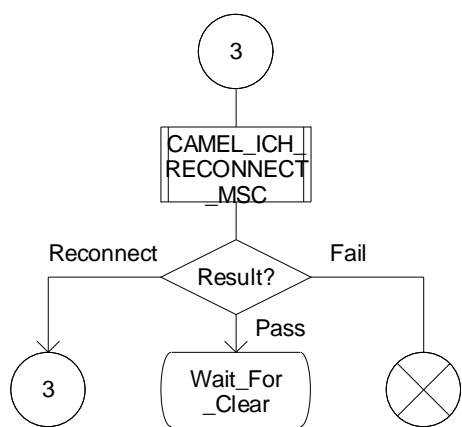 3
CAMEL_ICH_
RECONNECT
_MSC
Reconnect
Result?
Fail
Pass
3
Wait_For
_Clear